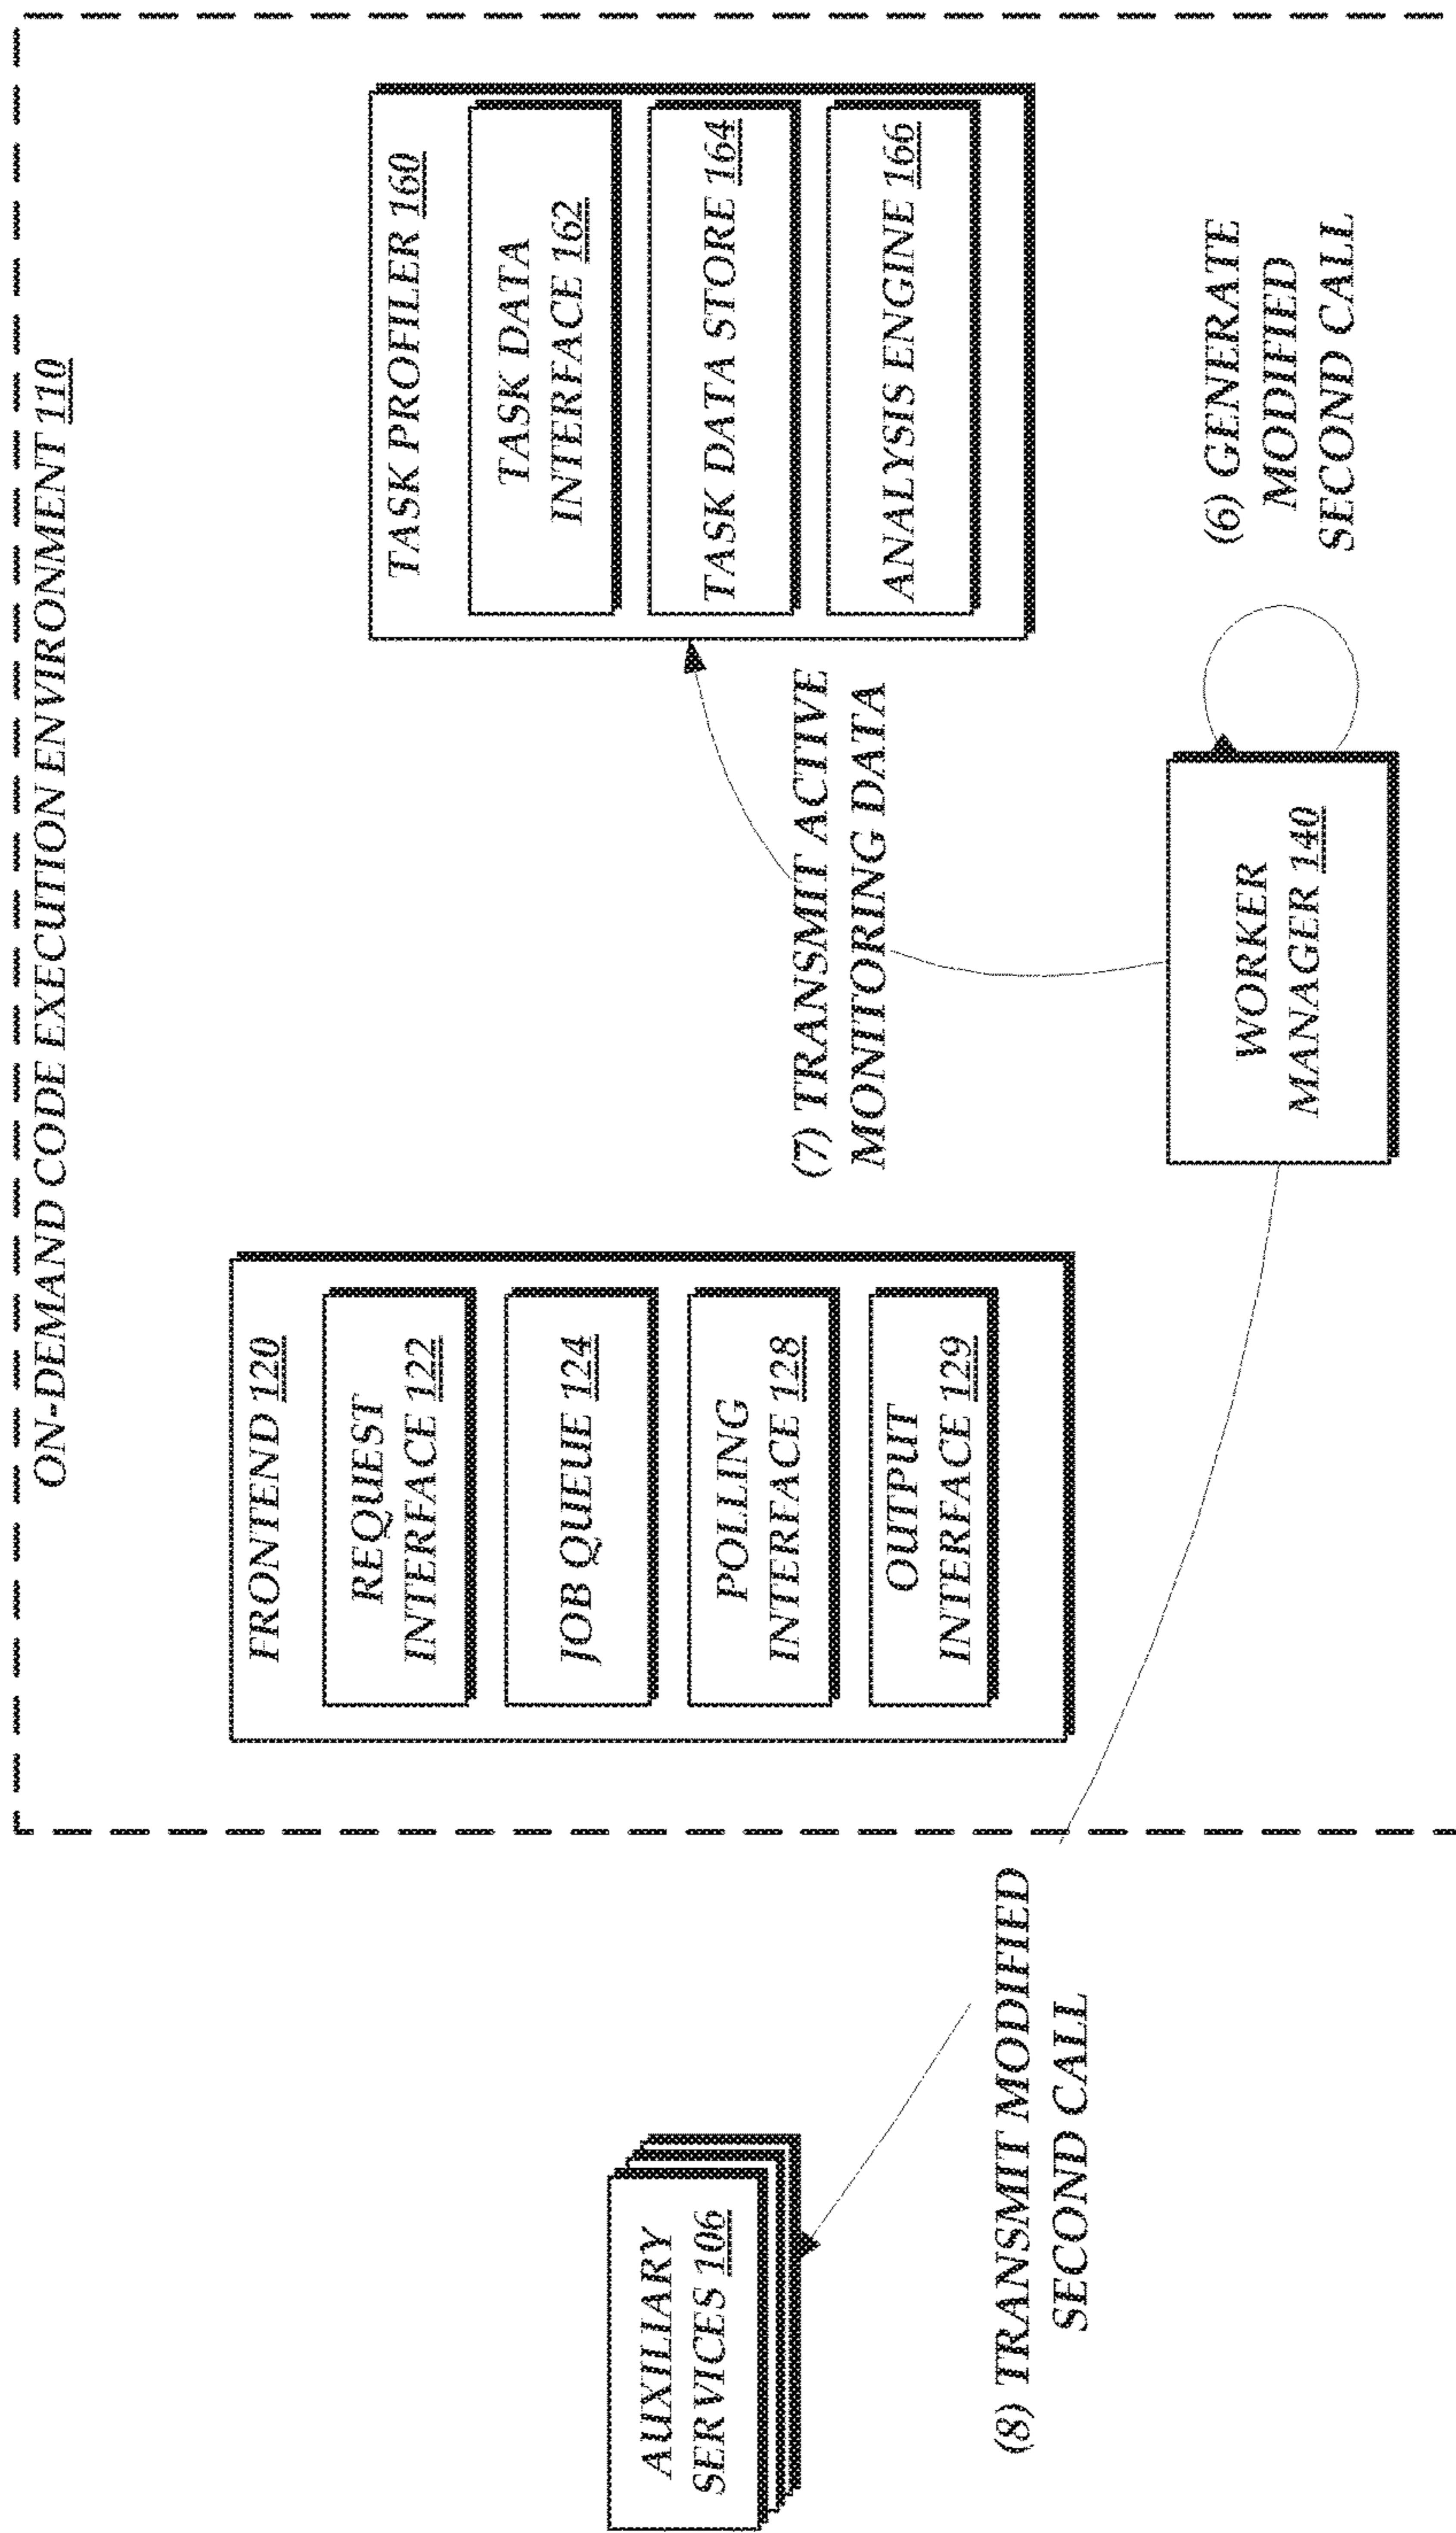 ON-DEMAND CODE EXECUTION ENVIRONMENT 110
FRONTEND 120
REQUEST
INTERFACE 122
JOB QUEUE 124
POLLING
INTERFACE 128
OUTPUT
INTERFACE 129
TASK PROFILER 160
TASK DATA
INTERFACE 162
TASK DATA STORE 164
ANALYSIS ENGINE 166
AUXILIARY
SERVICES 106
(7) TRANSMIT ACTIVE
MONITORING DATA
(8) TRANSMIT MODIFIED
SECOND CALL
WORKER
MANAGER 140
(6) GENERATE
MODIFIED
SECOND CALL